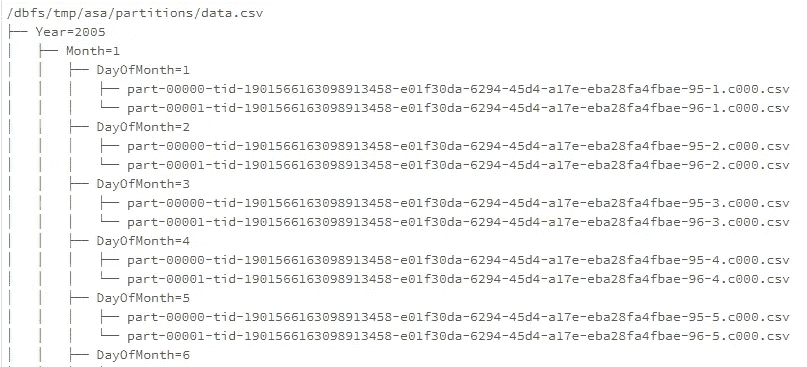 /dbfs/tmp/asa/partitions/data.csv
├── Year=2005
│   ├── Month=1
│   │   ├── DayOfMonth=1
│   │   │   ├── part-00000-tid-1901566163098913458-e01f30da-6294-45d4-a17e-eba28fa4fbae-95-1.c000.csv
│   │   │   └── part-00001-tid-1901566163098913458-e01f30da-6294-45d4-a17e-eba28fa4fbae-96-1.c000.csv
│   │   ├── DayOfMonth=2
│   │   │   ├── part-00000-tid-1901566163098913458-e01f30da-6294-45d4-a17e-eba28fa4fbae-95-2.c000.csv
│   │   │   └── part-00001-tid-1901566163098913458-e01f30da-6294-45d4-a17e-eba28fa4fbae-96-2.c000.csv
│   │   ├── DayOfMonth=3
│   │   │   ├── part-00000-tid-1901566163098913458-e01f30da-6294-45d4-a17e-eba28fa4fbae-95-3.c000.csv
│   │   │   └── part-00001-tid-1901566163098913458-e01f30da-6294-45d4-a17e-eba28fa4fbae-96-3.c000.csv
│   │   ├── DayOfMonth=4
│   │   │   ├── part-00000-tid-1901566163098913458-e01f30da-6294-45d4-a17e-eba28fa4fbae-95-4.c000.csv
│   │   │   └── part-00001-tid-1901566163098913458-e01f30da-6294-45d4-a17e-eba28fa4fbae-96-4.c000.csv
│   │   ├── DayOfMonth=5
│   │   │   ├── part-00000-tid-1901566163098913458-e01f30da-6294-45d4-a17e-eba28fa4fbae-95-5.c000.csv
│   │   │   └── part-00001-tid-1901566163098913458-e01f30da-6294-45d4-a17e-eba28fa4fbae-96-5.c000.csv
│   │   ├── DayOfMonth=6